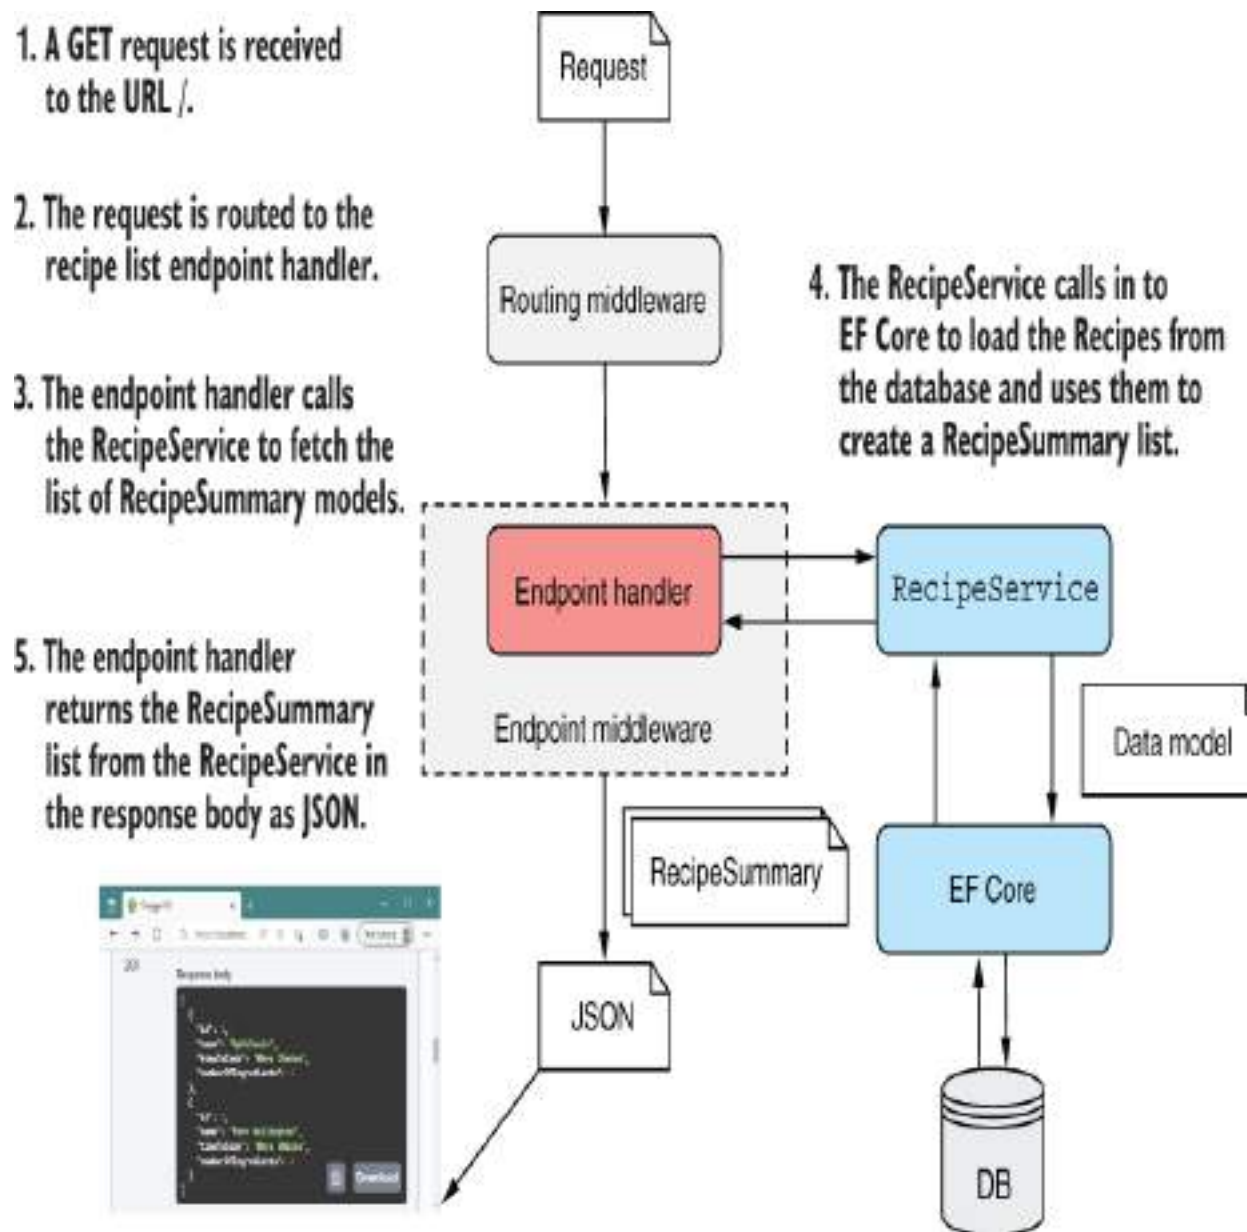 1. A GET request is received
to the URL /.
Request
2. The request is routed to the
recipe list endpoint handler.
Routing middleware
4. The RecipeService calls in to
EF Core to load the Recipes from
the database and uses them to
create a RecipeSummary list.
3. The endpoint handler calls
the RecipeService to fetch the
list of RecipeSummary models.
Endpoint handler
RecipeService
Endpoint middleware
Data model
5. The endpoint handler
returns the RecipeSummary
list from the RecipeService in
the response body as JSON.
RecipeSummary
EF Core
JSON
DB
Response body
Download